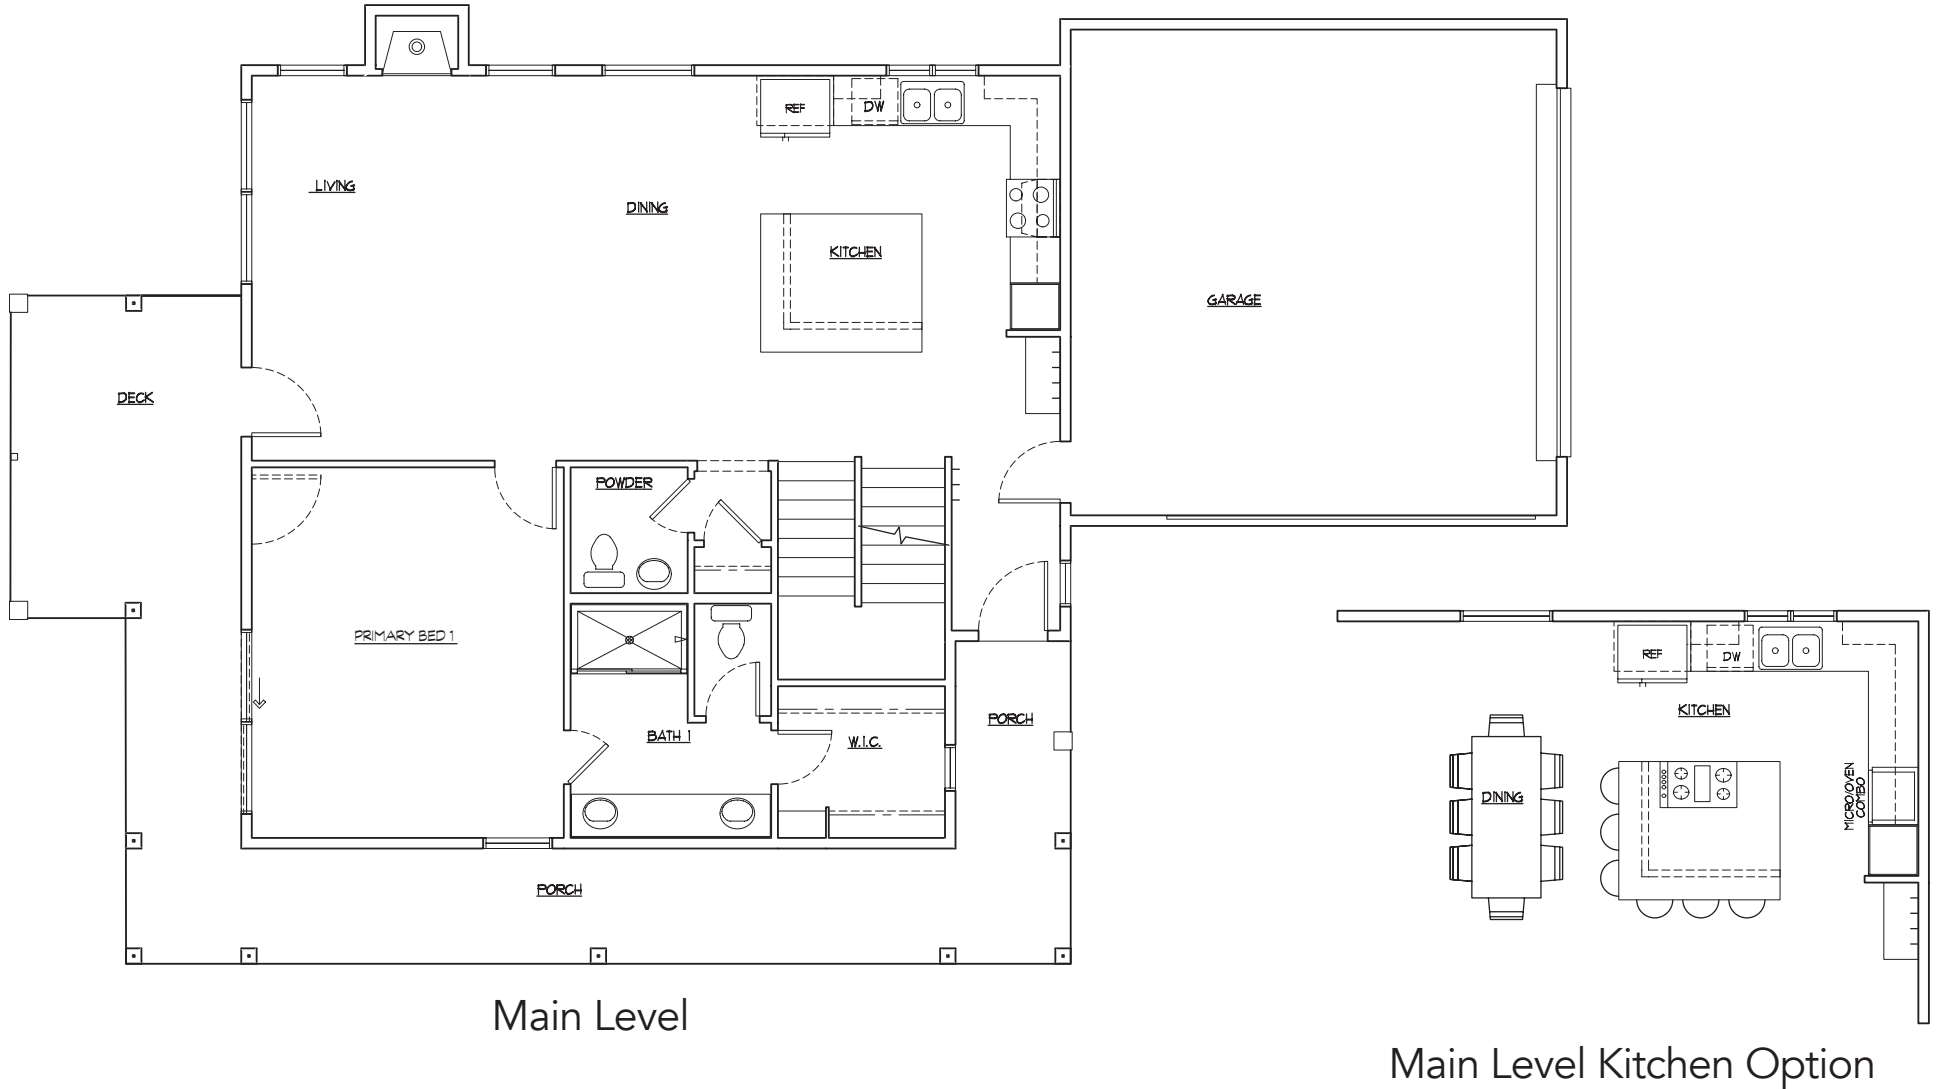 REF
DW
LIVING
DINING
KITCHEN
GARAGE
DECK
POWDER
PRIMARY BED 1
BATH 1
W.I.C.
PORCH
PORCH
Main Level
REF
DW
KITCHEN
DINING
MICRO/OVEN
COMBO
Main Level Kitchen Option